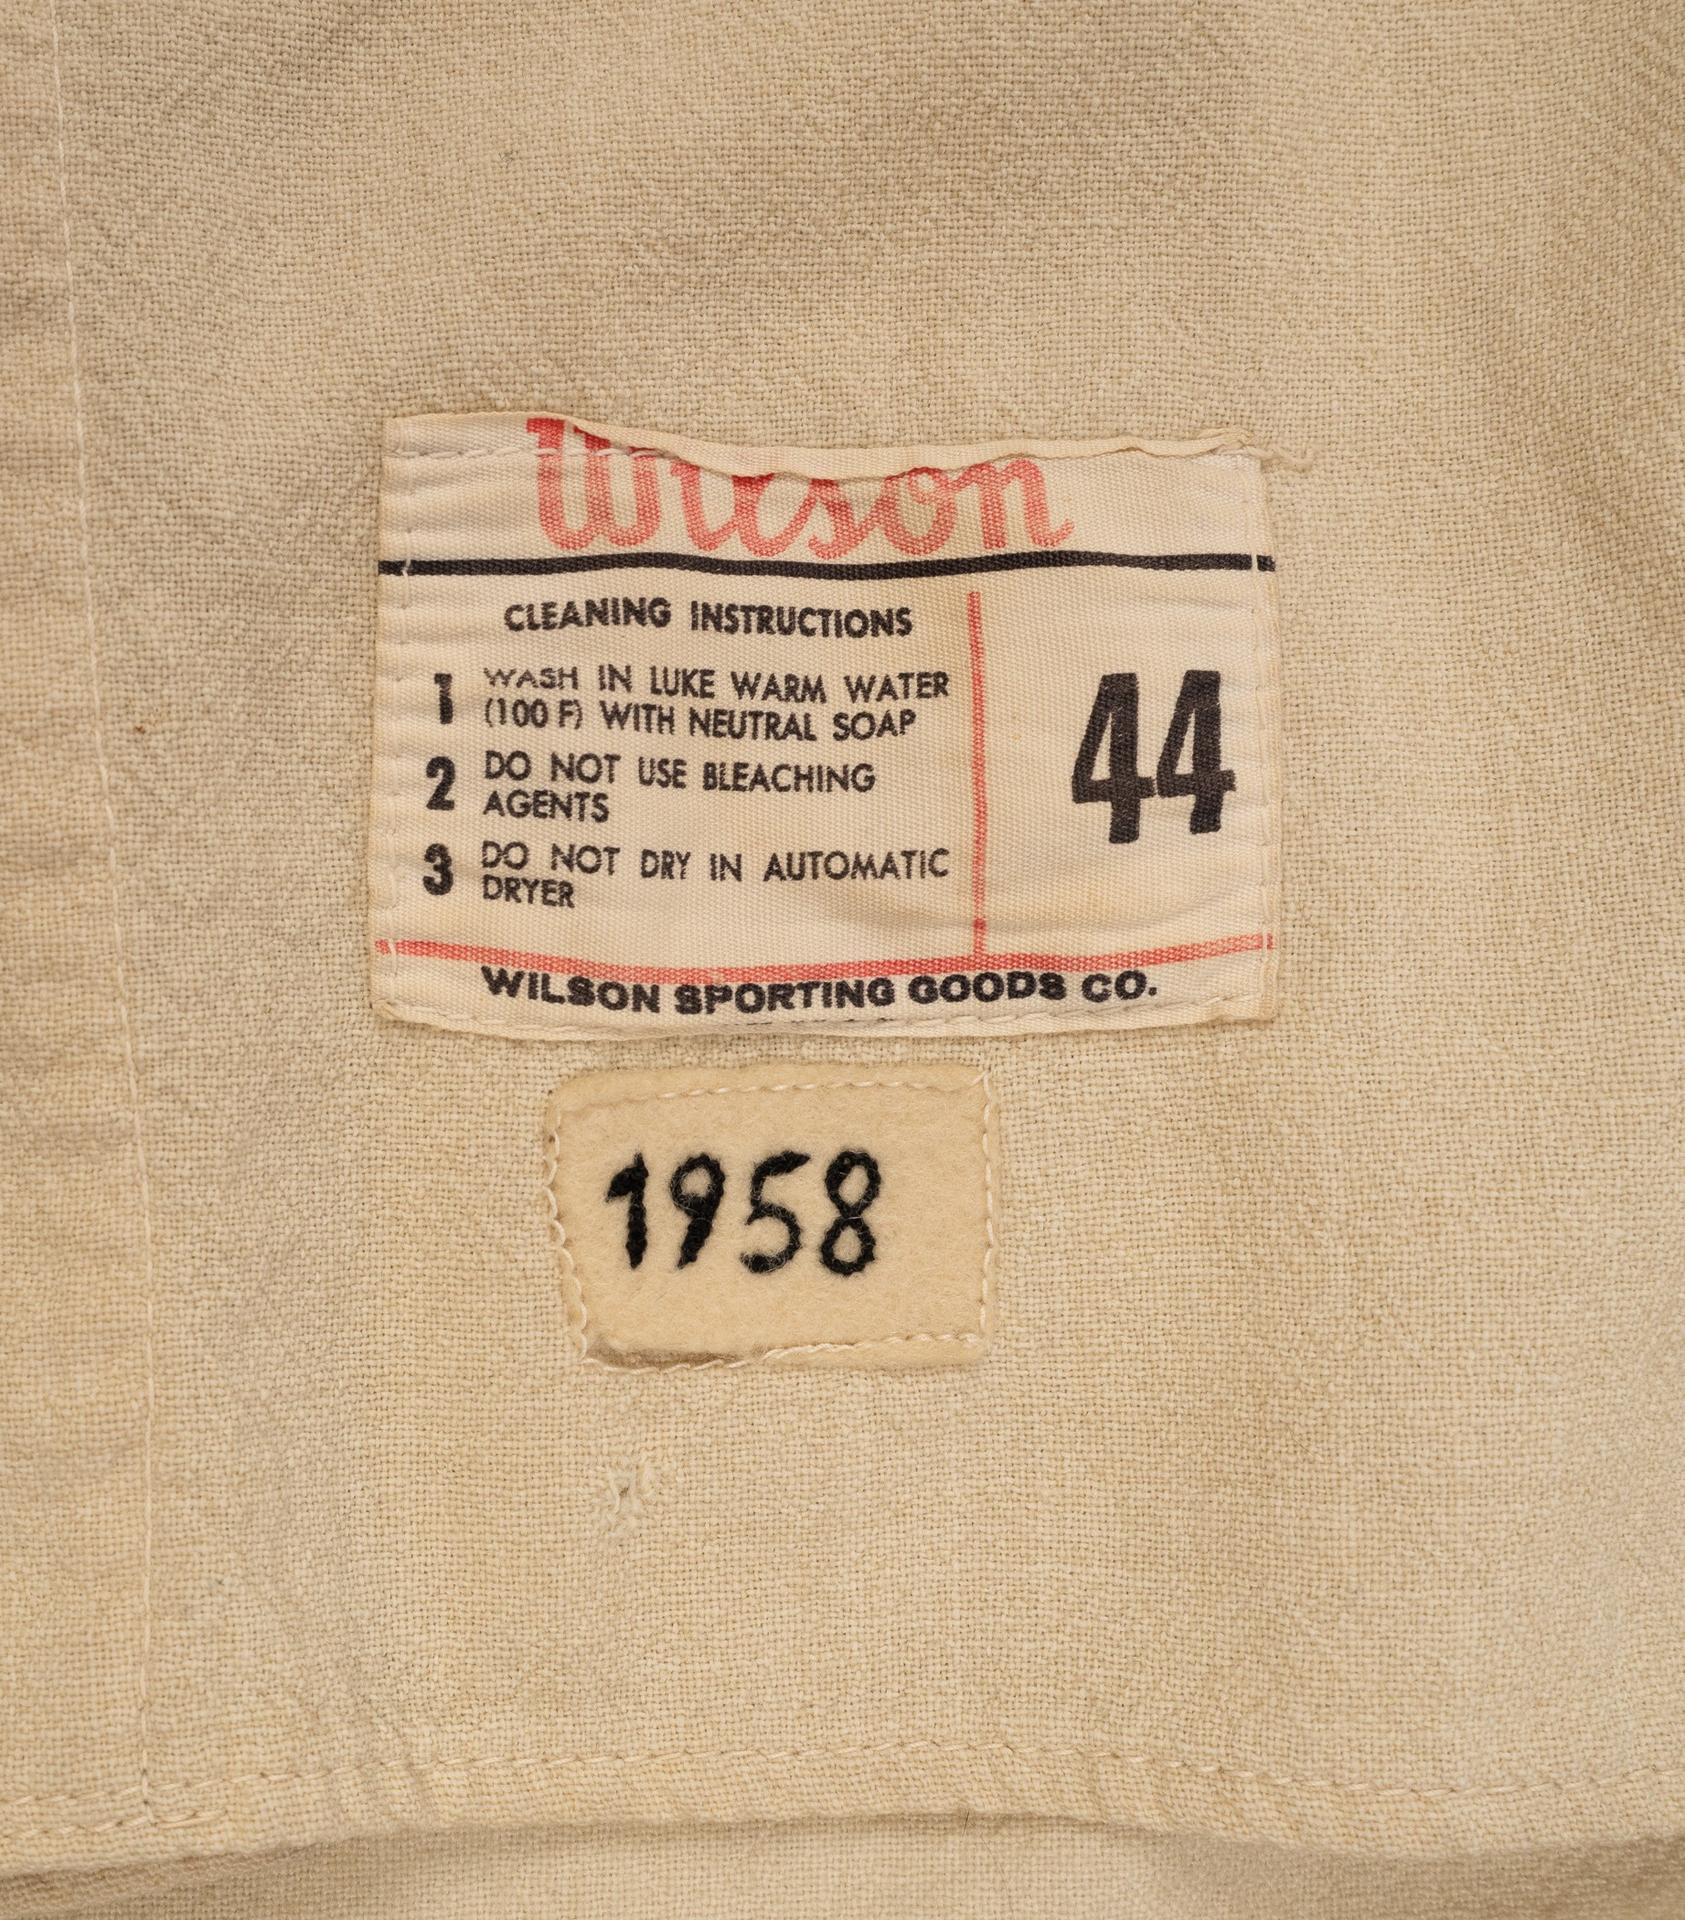 Wilson
CLEANING INSTRUCTIONS
1 WASH IN LUKE WARM WATER
(100 F) WITH NEUTRAL SOAP
2 DO NOT USE BLEACHING
AGENTS
3 DO NOT DRY IN AUTOMATIC
DRYER
44
WILSON SPORTING GOODS CO.
1958